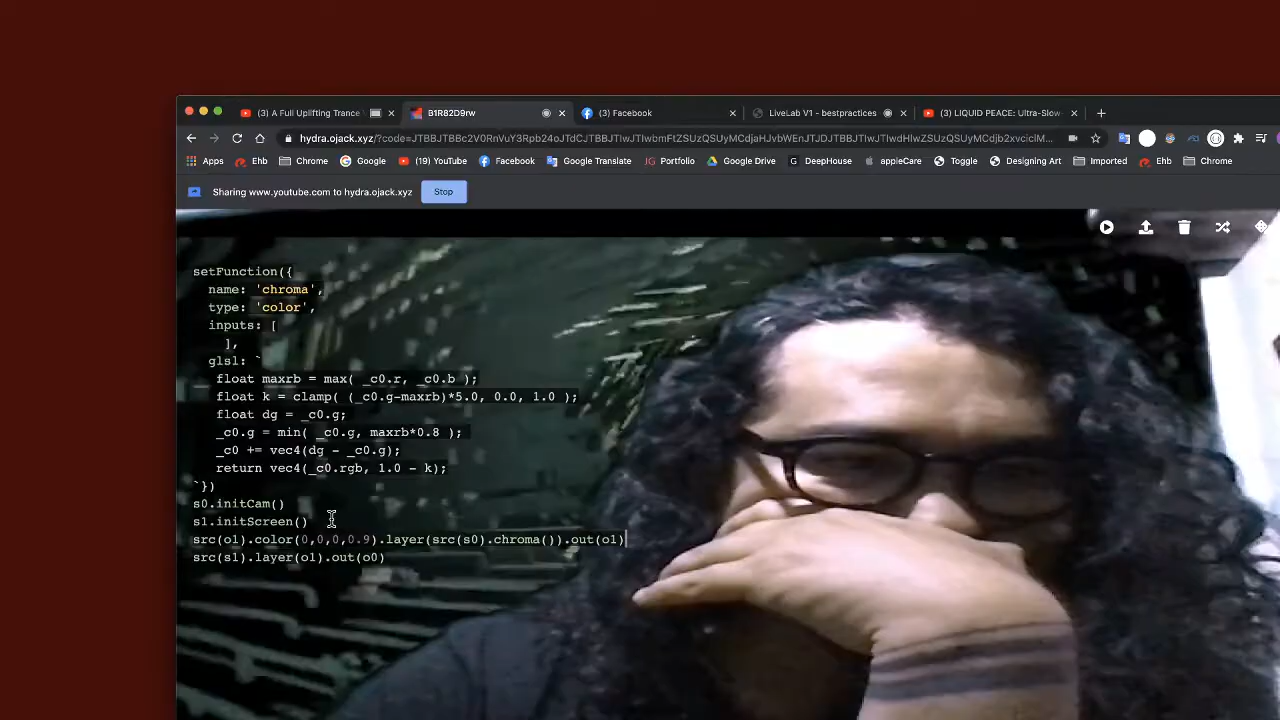 (3) A Full Uplifting Trance
B1R82D9rw
(3) Facebook
LiveLab V1 - bestpractices
(3) LIQUID PEACE: Ultra-Slow
Apps
Ehb
Chrome
Google
(19) YouTube
Facebook
Google Translate
Portfolio
Google Drive
DeepHouse
appleCare
Toggle
Designing Art
Imported
Ehb
Chrome
Sharing www.youtube.com to hydra.ojack.xyz
Stop
setFunction({
name: 'chroma',
type: 'color',
inputs: [
],
glsl: `
float maxrb = max( _c0.r, _c0.b );
float k = clamp( (_c0.g-maxrb)*5.0, 0.0, 1.0 );
float dg = _c0.g;
_c0.g = min( _c0.g, maxrb*0.8 );
_c0 += vec4(dg - _c0.g);
return vec4(_c0.rgb, 1.0 - k);
`})
s0.initCam()
s1.initScreen()
src(o1).color(0,0,0,0.9).layer(src(s0).chroma()).out(o1)
src(s1).layer(o1).out(o0)